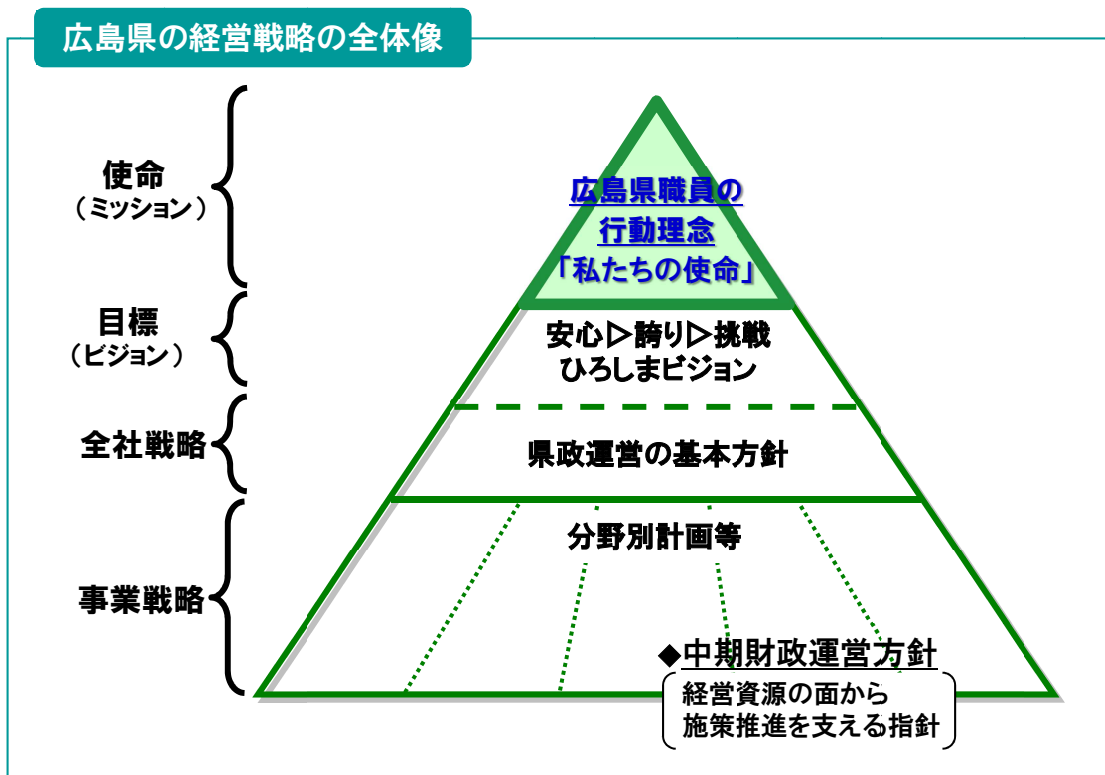 広島県の経営戦略の全体像
使命
（ミッション）
広島県職員の
行動理念
「私たちの使命」
目標
（ビジョン）
安心▷誇り▷挑戦
ひろしまビジョン
全社戦略
県政運営の基本方針
分野別計画等
事業戦略
◆中期財政運営方針
経営資源の面から
施策推進を支える指針